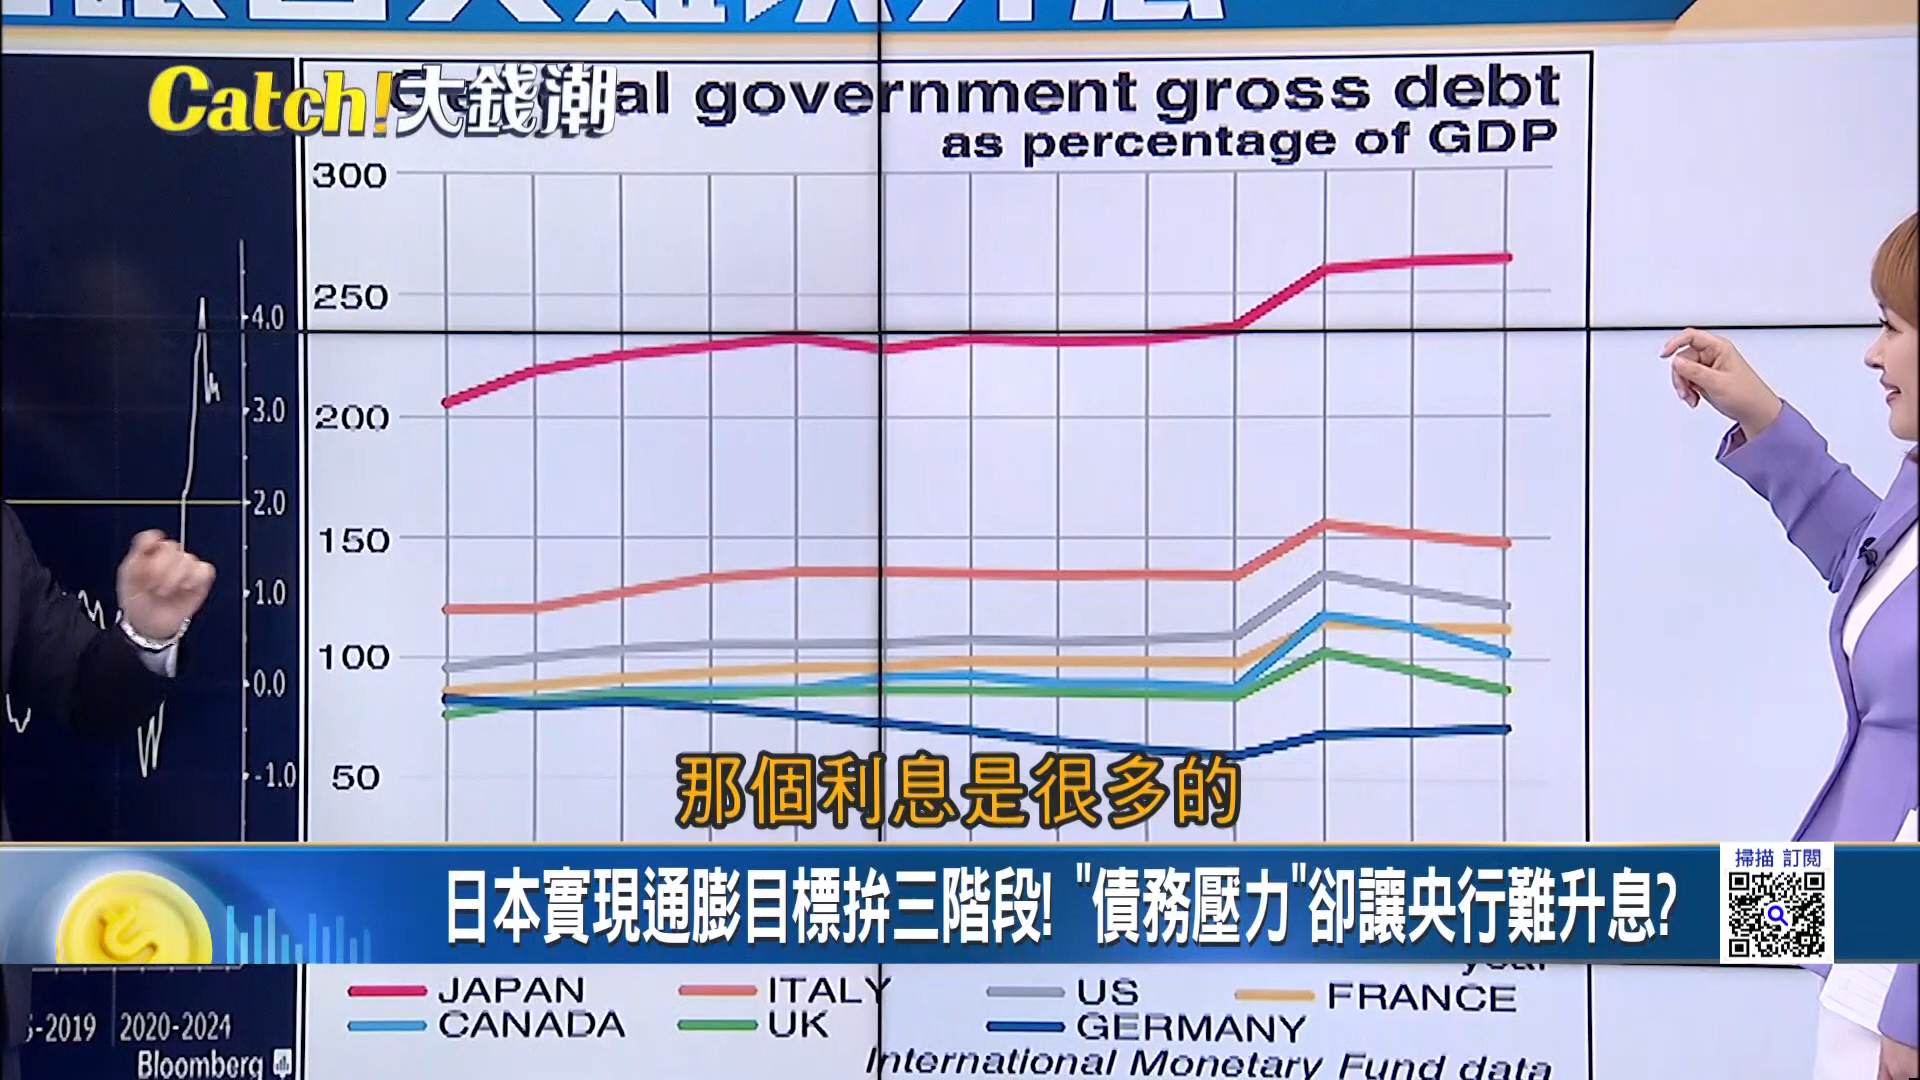 Catch!大錢潮
al government gross debt
as percentage of GDP
300
250
200
150
100
50
4.0
3.0
2.0
1.0
0.0
-1.0
那個利息是很多的
日本實現通膨目標拚三階段! "債務壓力"卻讓央行難升息?
掃描 訂閱
year
JAPAN ITALY US FRANCE
CANADA UK GERMANY
International Monetary Fund data
-2019 2020-2024
Bloomberg